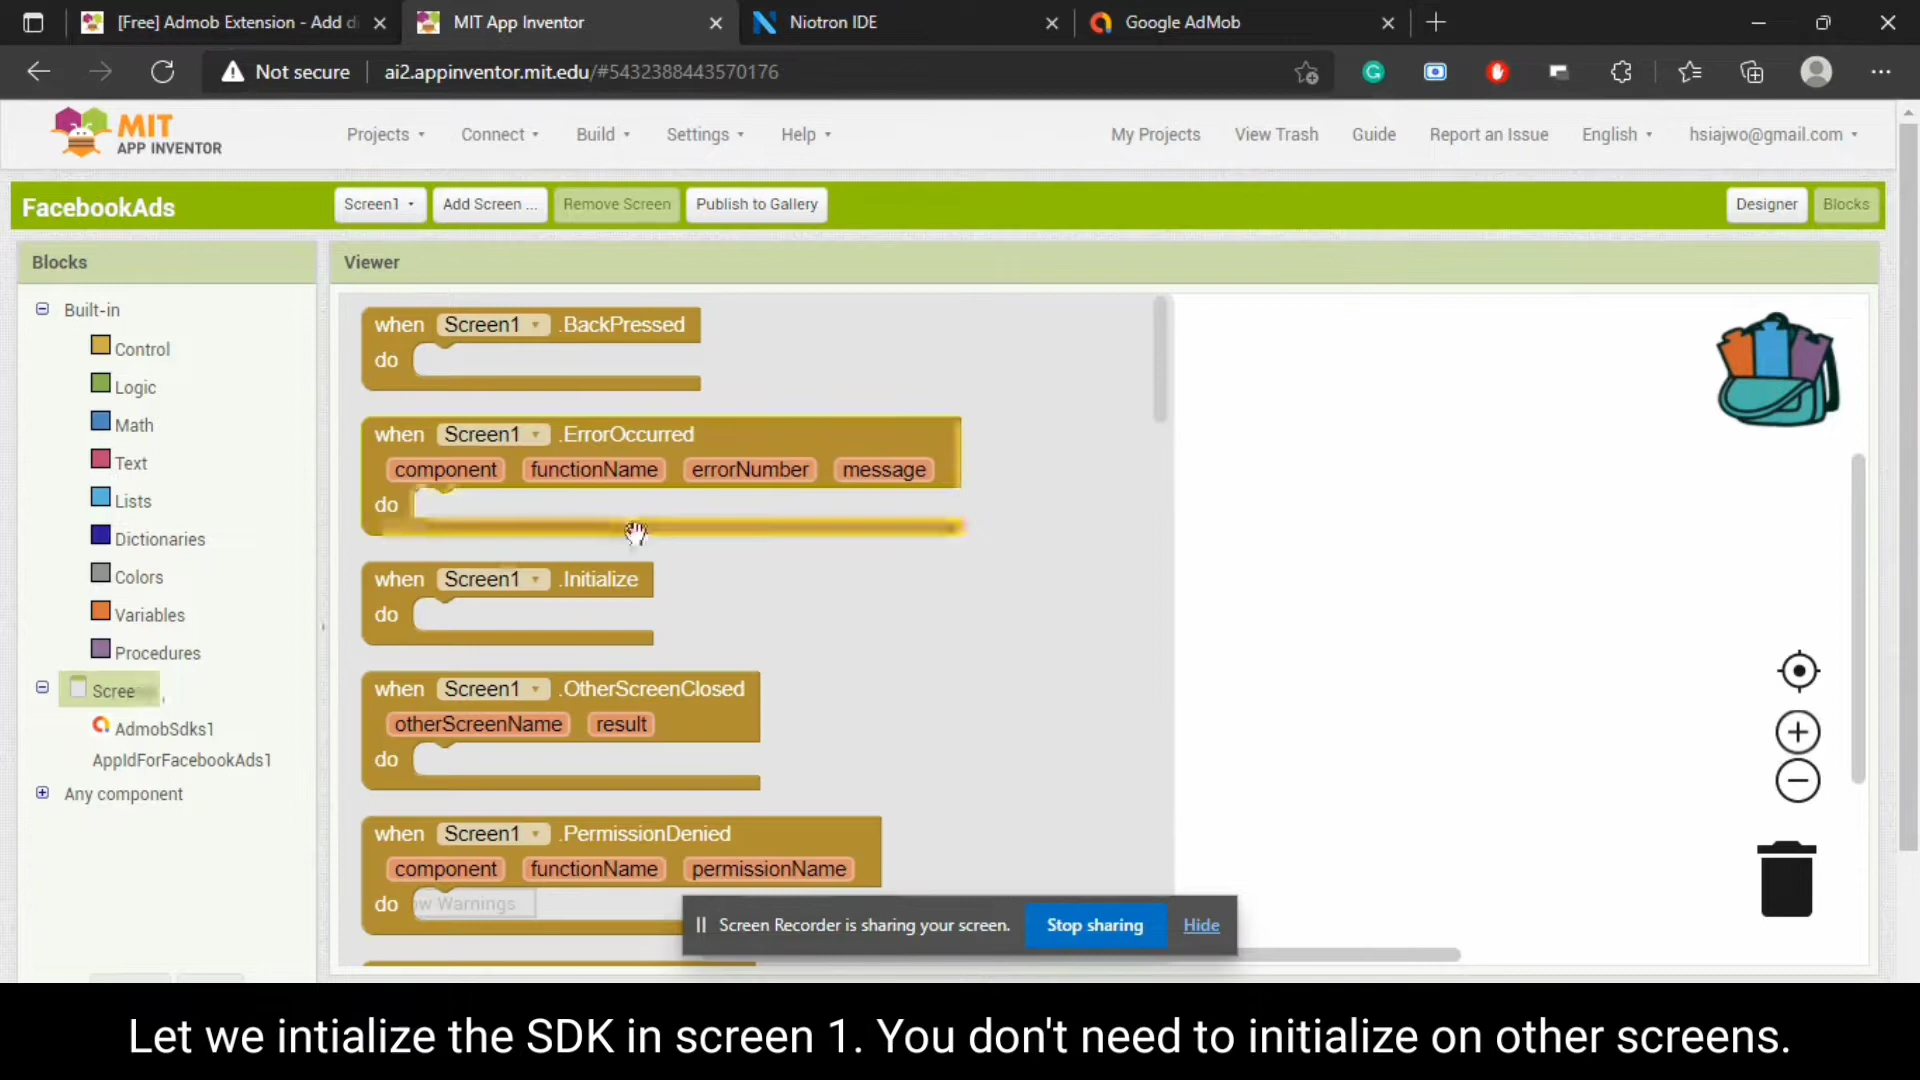 [Free] Admob Extension - Add di
MIT App Inventor
Niotron IDE
Google AdMob
Not secure
ai2.appinventor.mit.edu/#5432388443570176
MIT
APP INVENTOR
Projects
Connect
Build
Settings
Help
My Projects
View Trash
Guide
Report an Issue
English
hsiajwo@gmail.com
FacebookAds
Screen1
Add Screen ...
Remove Screen
Publish to Gallery
Designer
Blocks
Blocks
Viewer
Built-in
Control
Logic
Math
Text
Lists
Dictionaries
Colors
Variables
Procedures
Scree
AdmobSdks1
AppIdForFacebookAds1
Any component
when Screen1 .BackPressed
do
when Screen1 .ErrorOccurred
component functionName errorNumber message
do
when Screen1 .Initialize
do
when Screen1 .OtherScreenClosed
otherScreenName result
do
when Screen1 .PermissionDenied
component functionName permissionName
do
ow Warnings
Screen Recorder is sharing your screen.
Stop sharing
Hide
Let we intialize the SDK in screen 1. You don't need to initialize on other screens.